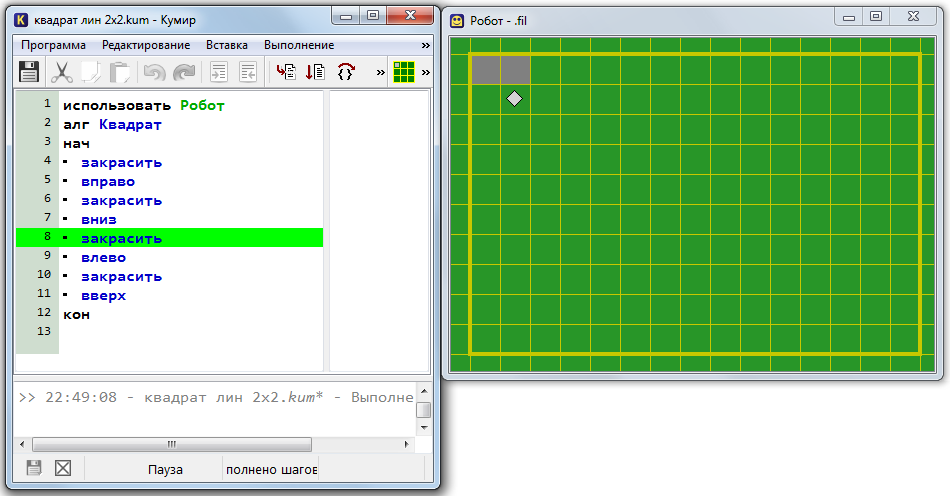 квадрат лин 2x2.kum - Кумир
Программа Редактирование Вставка Выполнение »
» »
1 использовать Робот
2 алг Квадрат
3 нач
4 закрасить
5 вправо
6 закрасить
7 вниз
8 закрасить
9 влево
10 закрасить
11 вверх
12 кон
13
>> 22:49:08 - квадрат лин 2x2.kum* - Выполне
Пауза полнено шагов
Робот - .fil